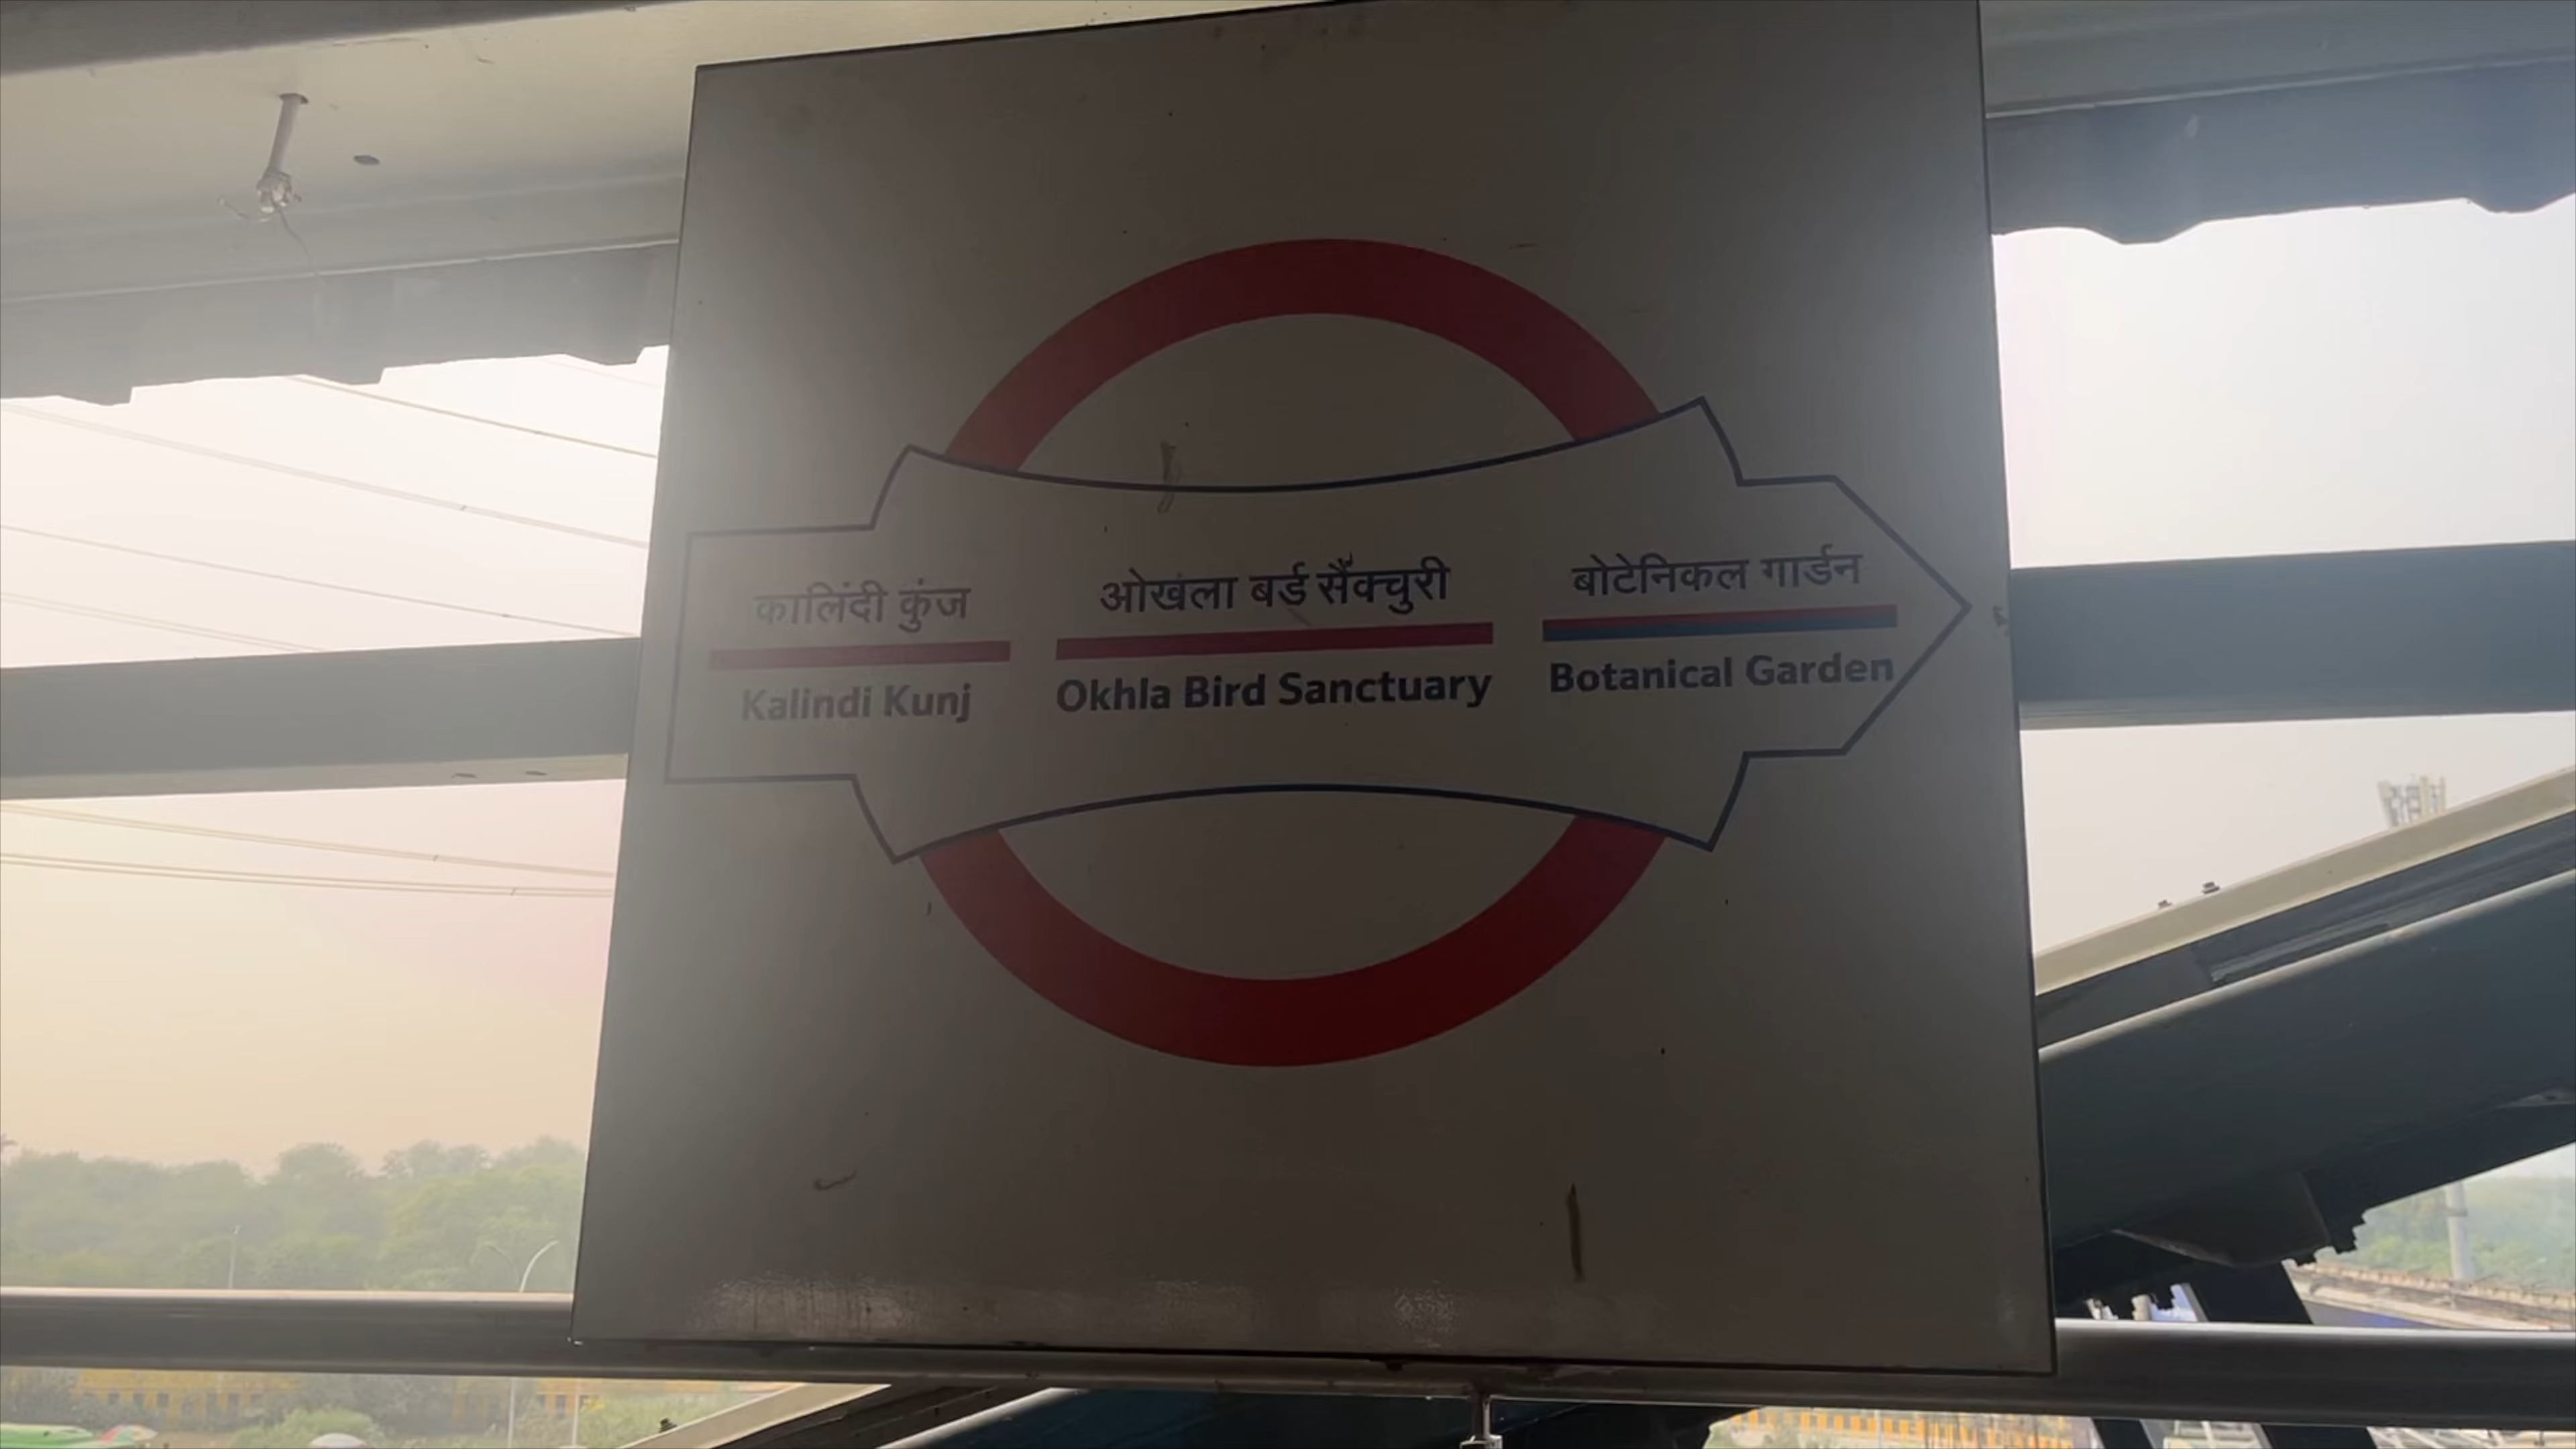 कालिंदी कुंज
Kalindi Kunj
ओखला बर्ड सैंक्चुरी
Okhla Bird Sanctuary
बोटेनिकल गार्डन
Botanical Garden